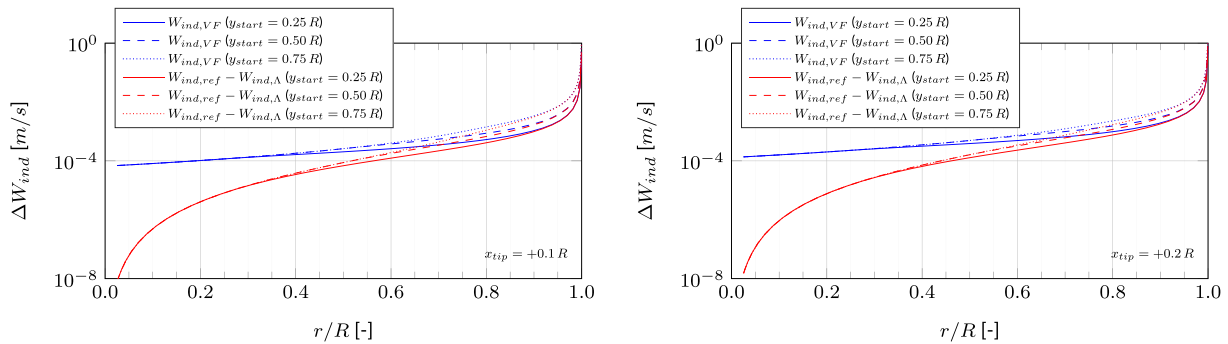 W_{ind,VF} (y_{start} = 0.25 R)
W_{ind,VF} (y_{start} = 0.50 R)
W_{ind,VF} (y_{start} = 0.75 R)
W_{ind,ref} − W_{ind,Λ} (y_{start} = 0.25 R)
W_{ind,ref} − W_{ind,Λ} (y_{start} = 0.50 R)
W_{ind,ref} − W_{ind,Λ} (y_{start} = 0.75 R)
10^0
10^{−4}
10^{−8}
ΔW_{ind} [m/s]
x_{tip} = +0.1 R
0.0 0.2 0.4 0.6 0.8 1.0
r/R [-]
W_{ind,VF} (y_{start} = 0.25 R)
W_{ind,VF} (y_{start} = 0.50 R)
W_{ind,VF} (y_{start} = 0.75 R)
W_{ind,ref} − W_{ind,Λ} (y_{start} = 0.25 R)
W_{ind,ref} − W_{ind,Λ} (y_{start} = 0.50 R)
W_{ind,ref} − W_{ind,Λ} (y_{start} = 0.75 R)
10^0
10^{−4}
10^{−8}
ΔW_{ind} [m/s]
x_{tip} = +0.2 R
0.0 0.2 0.4 0.6 0.8 1.0
r/R [-]